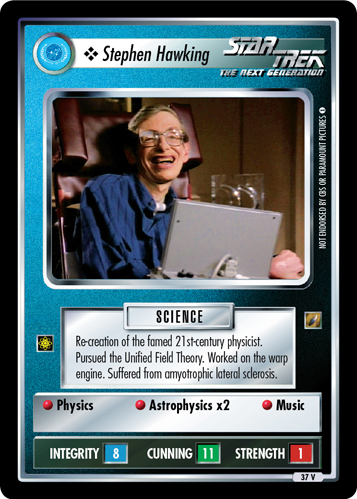 ❖ Stephen Hawking
STAR TREK
THE NEXT GENERATION
NOT ENDORSED BY CBS OR PARAMOUNT PICTURES
SCIENCE
Re-creation of the famed 21st-century physicist.
Pursued the Unified Field Theory. Worked on the warp
engine. Suffered from amyotrophic lateral sclerosis.
Physics Astrophysics x2 Music
INTEGRITY 8 CUNNING 11 STRENGTH 1
37 V